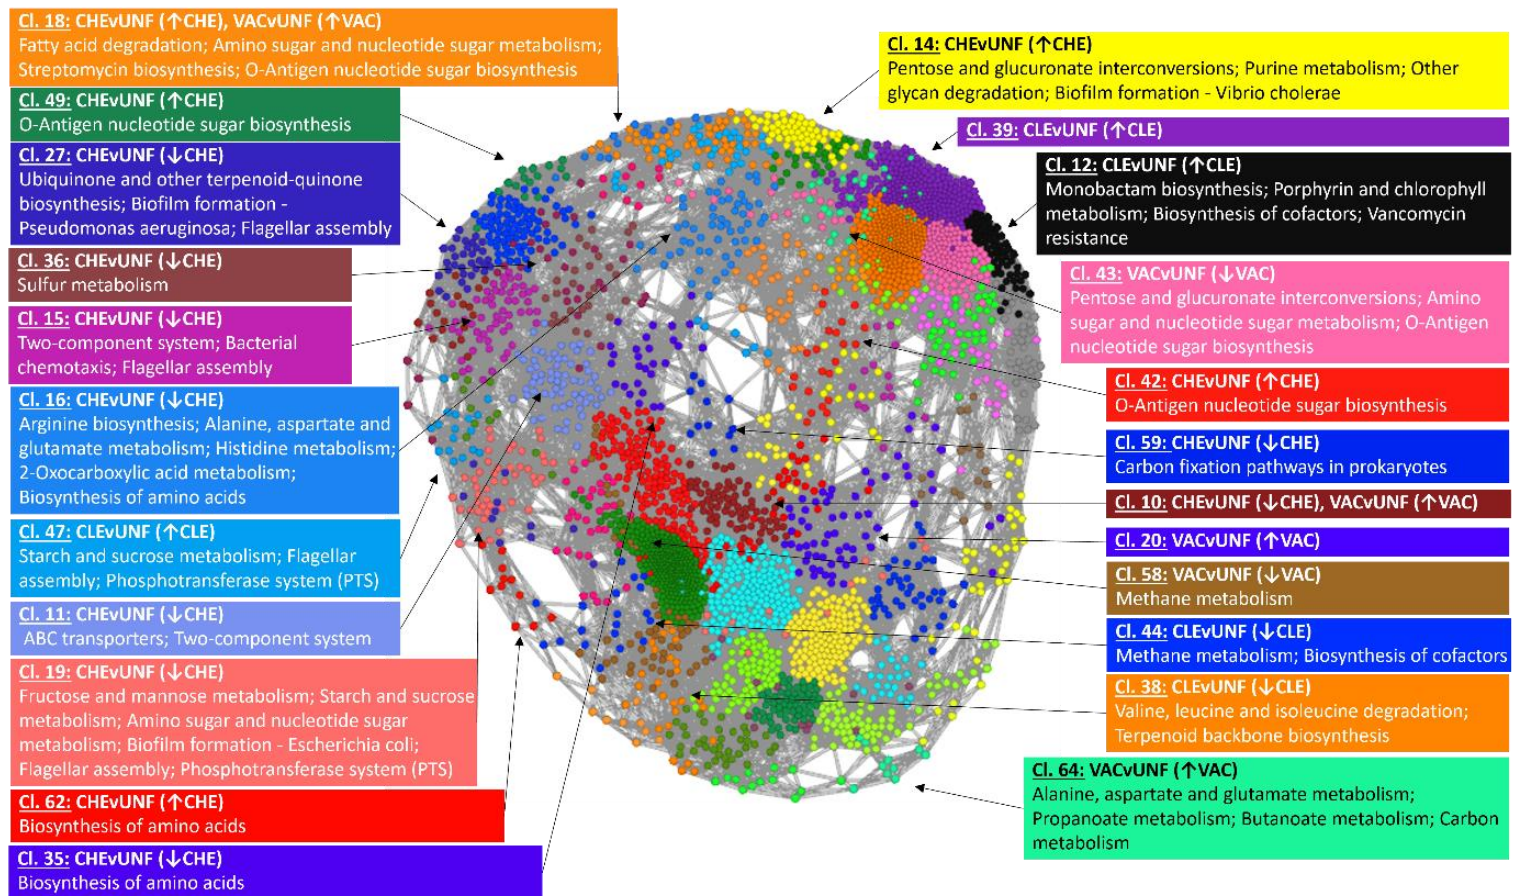 Cl. 18: CHEvUNF (↑CHE), VACvUNF (↑VAC)
Fatty acid degradation; Amino sugar and nucleotide sugar metabolism;
Streptomycin biosynthesis; O-Antigen nucleotide sugar biosynthesis
Cl. 49: CHEvUNF (↑CHE)
O-Antigen nucleotide sugar biosynthesis
Cl. 27: CHEvUNF (↓CHE)
Ubiquinone and other terpenoid-quinone
biosynthesis; Biofilm formation -
Pseudomonas aeruginosa; Flagellar assembly
Cl. 36: CHEvUNF (↓CHE)
Sulfur metabolism
Cl. 15: CHEvUNF (↓CHE)
Two-component system; Bacterial
chemotaxis; Flagellar assembly
Cl. 16: CHEvUNF (↓CHE)
Arginine biosynthesis; Alanine, aspartate and
glutamate metabolism; Histidine metabolism;
2-Oxocarboxylic acid metabolism;
Biosynthesis of amino acids
Cl. 47: CLEvUNF (↑CLE)
Starch and sucrose metabolism; Flagellar
assembly; Phosphotransferase system (PTS)
Cl. 11: CHEvUNF (↓CHE)
ABC transporters; Two-component system
Cl. 19: CHEvUNF (↓CHE)
Fructose and mannose metabolism; Starch and sucrose
metabolism; Amino sugar and nucleotide sugar
metabolism; Biofilm formation - Escherichia coli;
Flagellar assembly; Phosphotransferase system (PTS)
Cl. 62: CHEvUNF (↑CHE)
Biosynthesis of amino acids
Cl. 35: CHEvUNF (↓CHE)
Biosynthesis of amino acids
Cl. 14: CHEvUNF (↑CHE)
Pentose and glucuronate interconversions; Purine metabolism; Other
glycan degradation; Biofilm formation - Vibrio cholerae
Cl. 39: CLEvUNF (↑CLE)
Cl. 12: CLEvUNF (↑CLE)
Monobactam biosynthesis; Porphyrin and chlorophyll
metabolism; Biosynthesis of cofactors; Vancomycin
resistance
Cl. 43: VACvUNF (↓VAC)
Pentose and glucuronate interconversions; Amino
sugar and nucleotide sugar metabolism; O-Antigen
nucleotide sugar biosynthesis
Cl. 42: CHEvUNF (↑CHE)
O-Antigen nucleotide sugar biosynthesis
Cl. 59: CHEvUNF (↓CHE)
Carbon fixation pathways in prokaryotes
Cl. 10: CHEvUNF (↓CHE), VACvUNF (↑VAC)
Cl. 20: VACvUNF (↑VAC)
Cl. 58: VACvUNF (↓VAC)
Methane metabolism
Cl. 44: CLEvUNF (↓CLE)
Methane metabolism; Biosynthesis of cofactors
Cl. 38: CLEvUNF (↓CLE)
Valine, leucine and isoleucine degradation;
Terpenoid backbone biosynthesis
Cl. 64: VACvUNF (↑VAC)
Alanine, aspartate and glutamate metabolism;
Propanoate metabolism; Butanoate metabolism; Carbon
metabolism